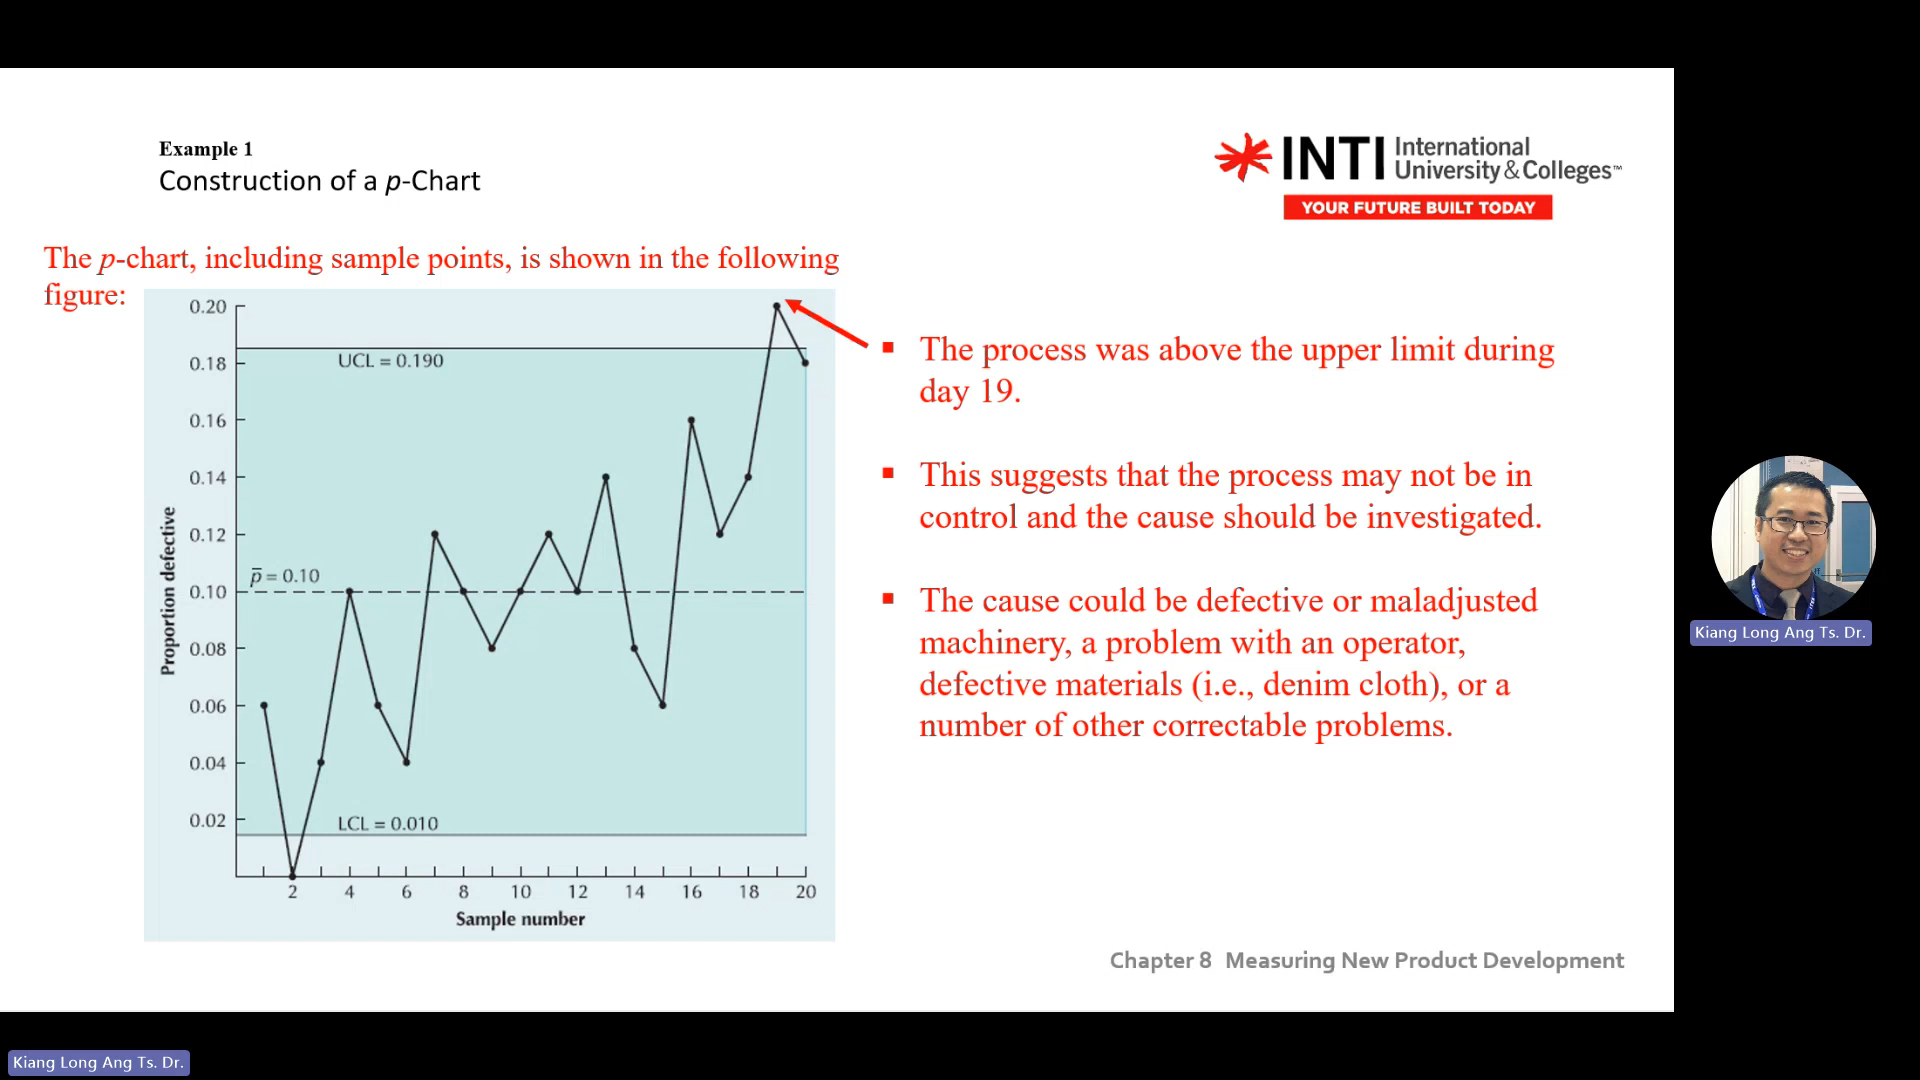 Example 1
Construction of a p-Chart
INTI International
University & Colleges™
YOUR FUTURE BUILT TODAY
The p-chart, including sample points, is shown in the following
figure:
0.20
0.18
0.16
0.14
0.12
0.10
0.08
0.06
0.04
0.02
Proportion defective
UCL = 0.190
p̅ = 0.10
LCL = 0.010
2 4 6 8 10 12 14 16 18 20
Sample number
▪ The process was above the upper limit during
day 19.
▪ This suggests that the process may not be in
control and the cause should be investigated.
▪ The cause could be defective or maladjusted
machinery, a problem with an operator,
defective materials (i.e., denim cloth), or a
number of other correctable problems.
Chapter 8 Measuring New Product Development
Kiang Long Ang Ts. Dr.
Kiang Long Ang Ts. Dr.